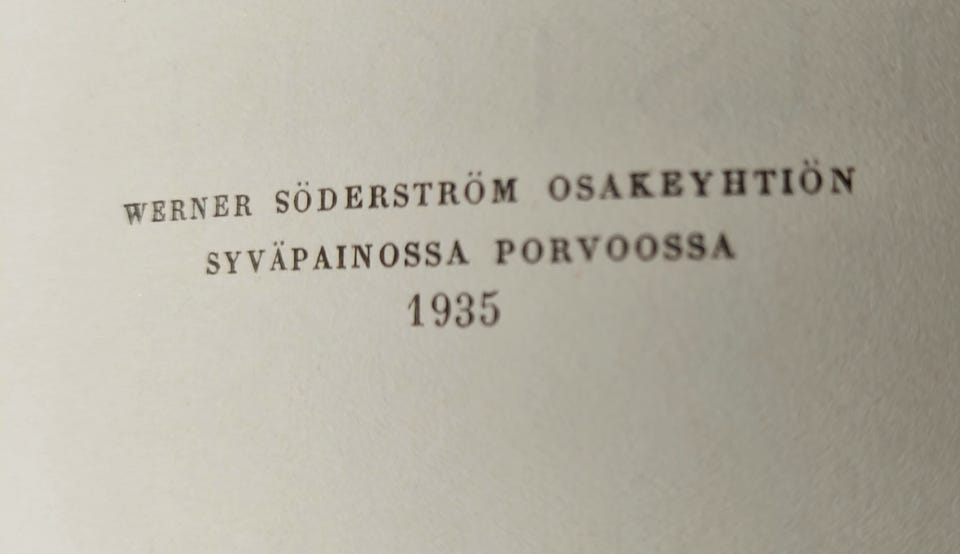 WERNER SÖDERSTRÖM OSAKEYHTIÖN
SYVÄPAINOSSA PORVOOSSA
1935